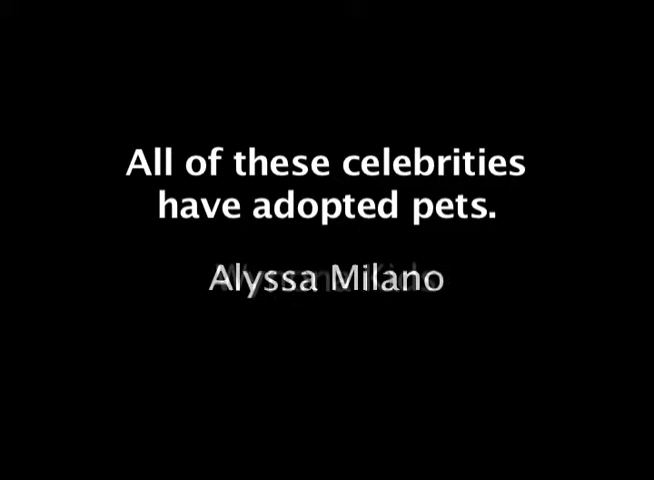 All of these celebrities
have adopted pets.
Alyssa Milano